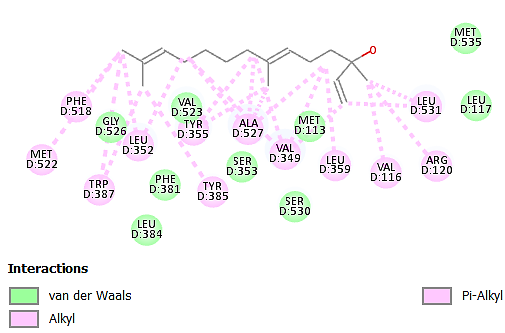 O
MET
D:535
PHE
D:518
VAL
D:523
GLY
D:526
TYR
D:355
ALA
D:527
MET
D:113
LEU
D:531
LEU
D:117
MET
D:522
LEU
D:352
VAL
D:349
TRP
D:387
PHE
D:381
SER
D:353
TYR
D:385
LEU
D:359
VAL
D:116
ARG
D:120
SER
D:530
LEU
D:384
Interactions
van der Waals
Alkyl
Pi-Alkyl